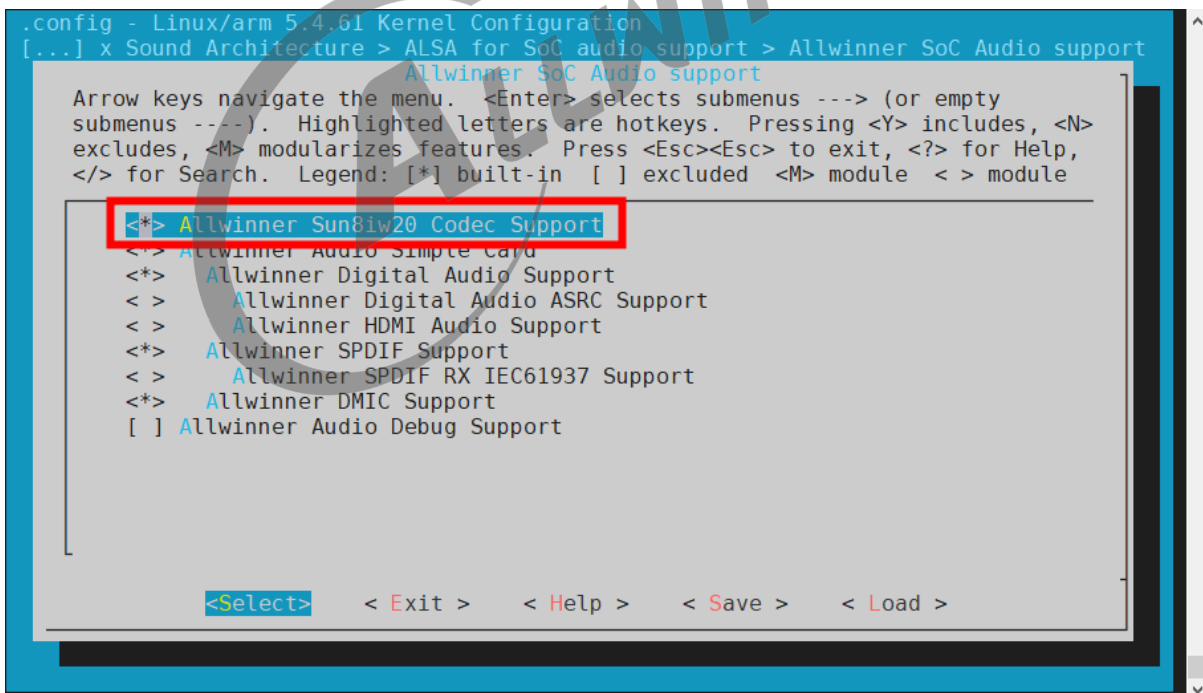 .config - Linux/arm 5.4.61 Kernel Configuration
[...] x Sound Architecture > ALSA for SoC audio support > Allwinner SoC Audio support
Allwinner SoC Audio support
Arrow keys navigate the menu.  <Enter> selects submenus ---> (or empty
submenus ----).  Highlighted letters are hotkeys.  Pressing <Y> includes, <N>
excludes, <M> modularizes features.  Press <Esc><Esc> to exit, <?> for Help,
</> for Search.  Legend: [*] built-in  [ ] excluded  <M> module  < > module
<*> Allwinner Sun8iw20 Codec Support
<*> Allwinner Audio Simple Card
<*>   Allwinner Digital Audio Support
< >     Allwinner Digital Audio ASRC Support
< >     Allwinner HDMI Audio Support
<*>   Allwinner SPDIF Support
< >     Allwinner SPDIF RX IEC61937 Support
<*>   Allwinner DMIC Support
[ ] Allwinner Audio Debug Support
<Select>    < Exit >    < Help >    < Save >    < Load >